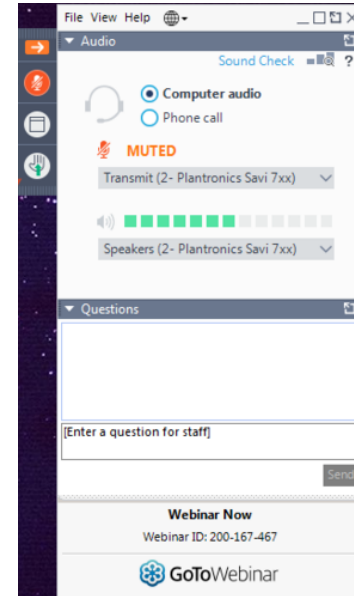 File View Help
Audio
Sound Check ?
Computer audio
Phone call
MUTED
Transmit (2- Plantronics Savi 7xx)
Speakers (2- Plantronics Savi 7xx)
Questions
[Enter a question for staff]
Send
Webinar Now
Webinar ID: 200-167-467
GoToWebinar